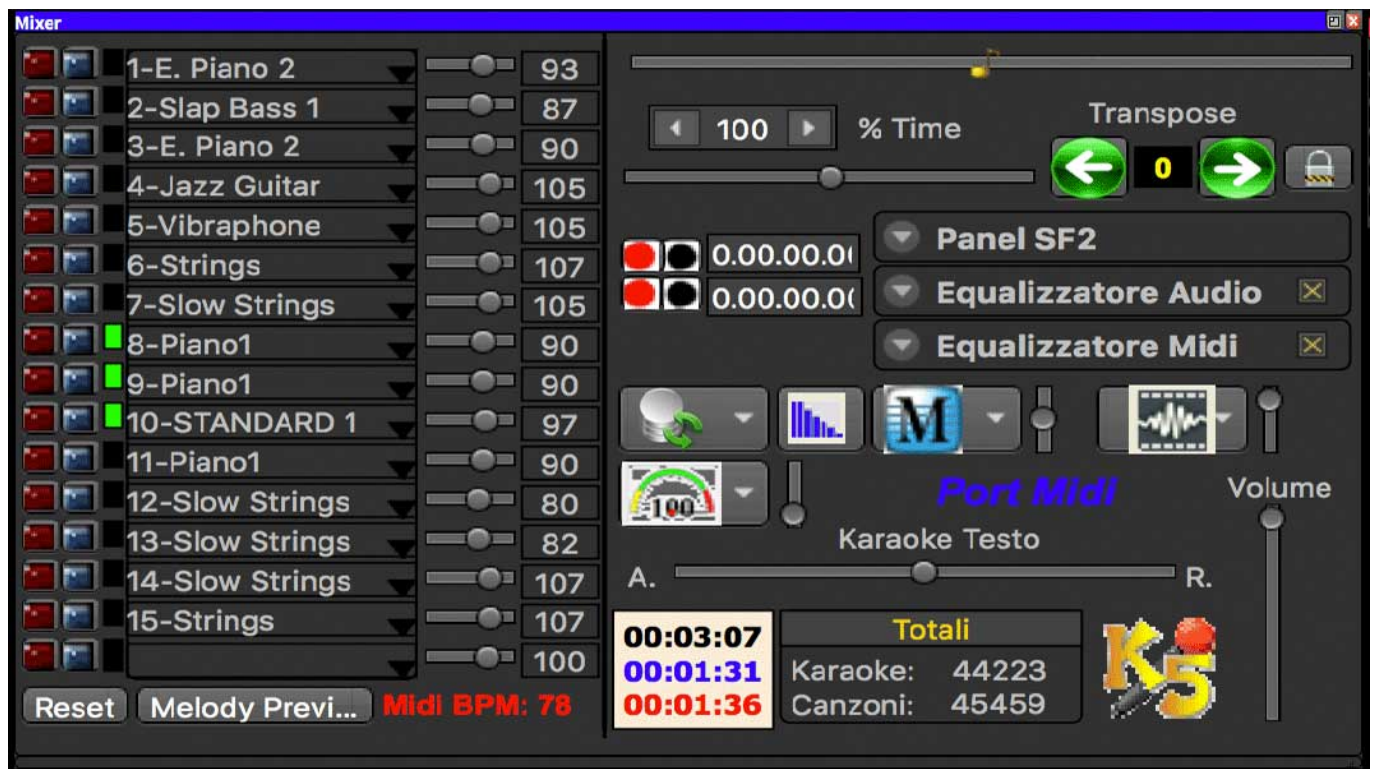 Mixer
1-E. Piano 2 93
2-Slap Bass 1 87
3-E. Piano 2 90
4-Jazz Guitar 105
5-Vibraphone 105
6-Strings 107
7-Slow Strings 105
8-Piano1 90
9-Piano1 90
10-STANDARD 1 97
11-Piano1 90
12-Slow Strings 80
13-Slow Strings 82
14-Slow Strings 107
15-Strings 107
100
Reset Melody Previ... Midi BPM: 78
100 % Time
Transpose
0
0.00.00.0
0.00.00.0
Panel SF2
Equalizzatore Audio
Equalizzatore Midi
M
100
Port Midi
Volume
Karaoke Testo
A. R.
00:03:07
00:01:31
00:01:36
Totali
Karaoke: 44223
Canzoni: 45459
K5